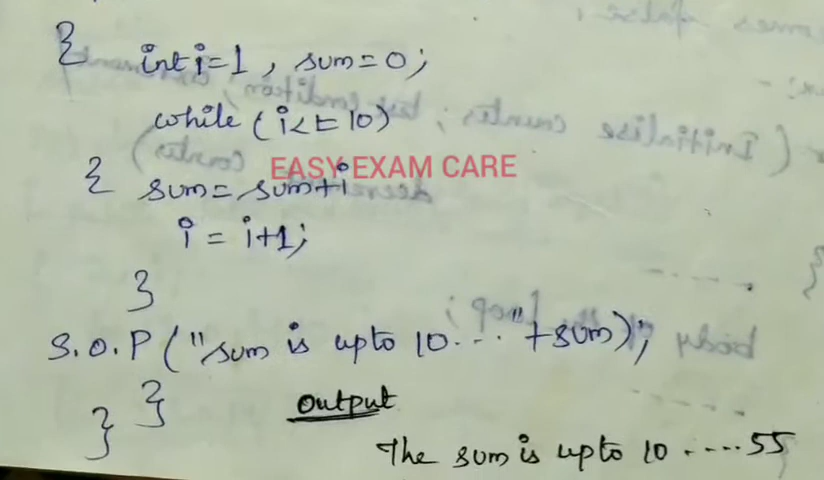 { int i=1, sum=0;
while (i<=10)
EASY EXAM CARE
{ sum=sum+i
i = i+1;
}
S.O.P("sum is upto 10...."+sum);
}
}
Output
The sum is upto 10 .....55